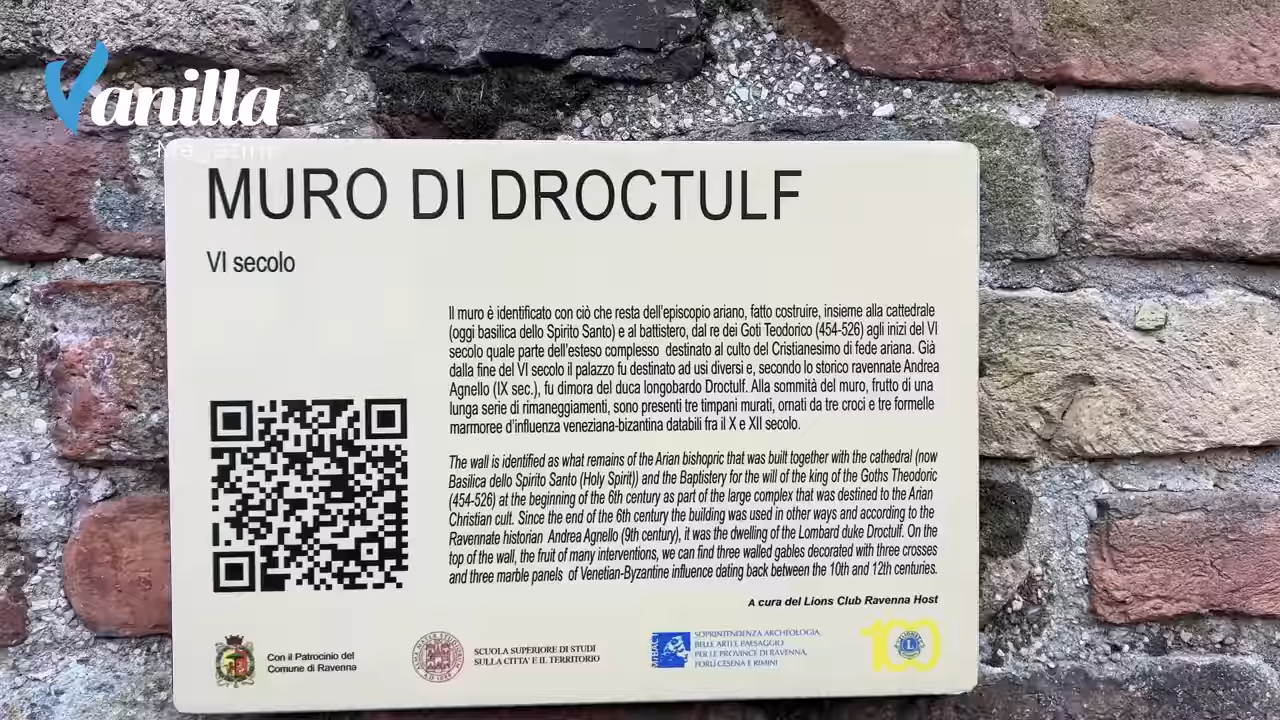 Vanilla
Magazine
MURO DI DROCTULF
VI secolo
Il muro è identificato con ciò che resta dell'episcopio ariano, fatto costruire, insieme alla cattedrale
(oggi basilica dello Spirito Santo) e al battistero, dal re dei Goti Teodorico (454-526) agli inizi del VI
secolo quale parte dell'esteso complesso destinato al culto del Cristianesimo di fede ariana. Già
dalla fine del VI secolo il palazzo fu destinato ad usi diversi e, secondo lo storico ravennate Andrea
Agnello (IX sec.), fu dimora del duca longobardo Droctulf. Alla sommità del muro, frutto di una
lunga serie di rimaneggiamenti, sono presenti tre timpani murati, ornati da tre croci e tre formelle
marmoree d'influenza veneziana-bizantina databili fra il X e XII secolo.
The wall is identified as what remains of the Arian bishopric that was built together with the cathedral (now
Basilica dello Spirito Santo (Holy Spirit)) and the Baptistery for the will of the king of the Goths Theodoric
(454-526) at the beginning of the 6th century as part of the large complex that was destined to the Arian
Christian cult. Since the end of the 6th century the building was used in other ways and according to the
Ravennate historian Andrea Agnello (9th century), it was the dwelling of the Lombard duke Droctulf. On the
top of the wall, the fruit of many interventions, we can find three walled gables decorated with three crosses
and three marble panels of Venetian-Byzantine influence dating back between the 10th and 12th centuries.
A cura del Lions Club Ravenna Host
Con il Patrocinio del
Comune di Ravenna
SCUOLA SUPERIORE DI STUDI
SULLA CITTA' E IL TERRITORIO
MiBACT
SOPRINTENDENZA ARCHEOLOGIA,
BELLE ARTI E PAESAGGIO
PER LE PROVINCE DI RAVENNA,
FORLÌ CESENA E RIMINI
100
L